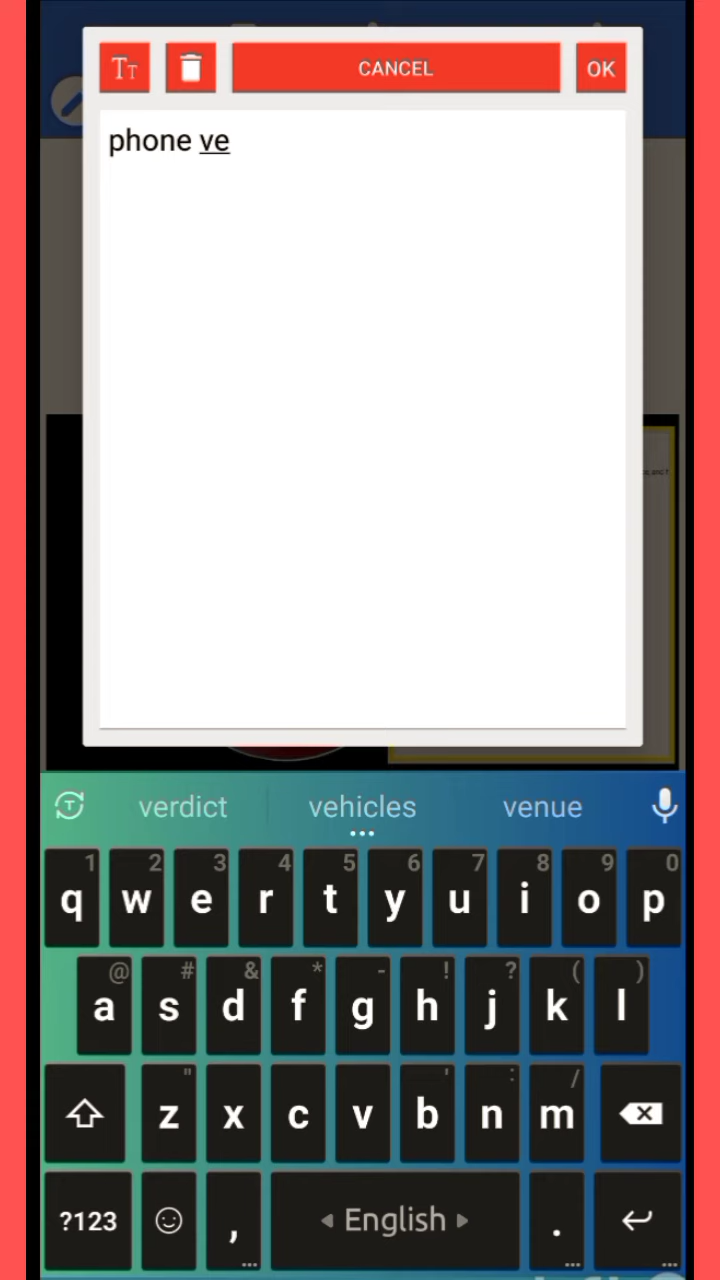 TT
CANCEL
OK
phone ve
verdict vehicles venue
1 2 3 4 5 6 7 8 9 0
q w e r t y u i o p
@ # & * - ! ? ( )
a s d f g h j k l
" ' : /
z x c v b n m
?123 , English .